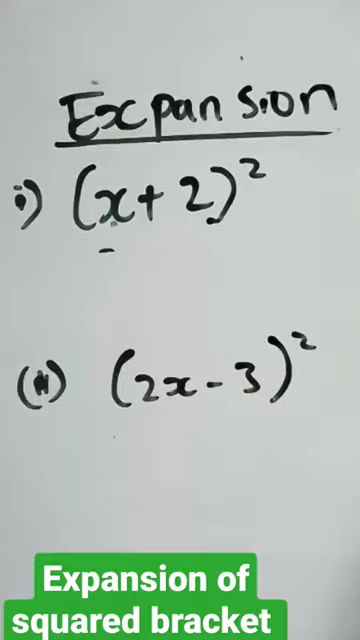 Expansion
i) (x+2)²
(ii) (2x-3)²
Expansion of
squared bracket